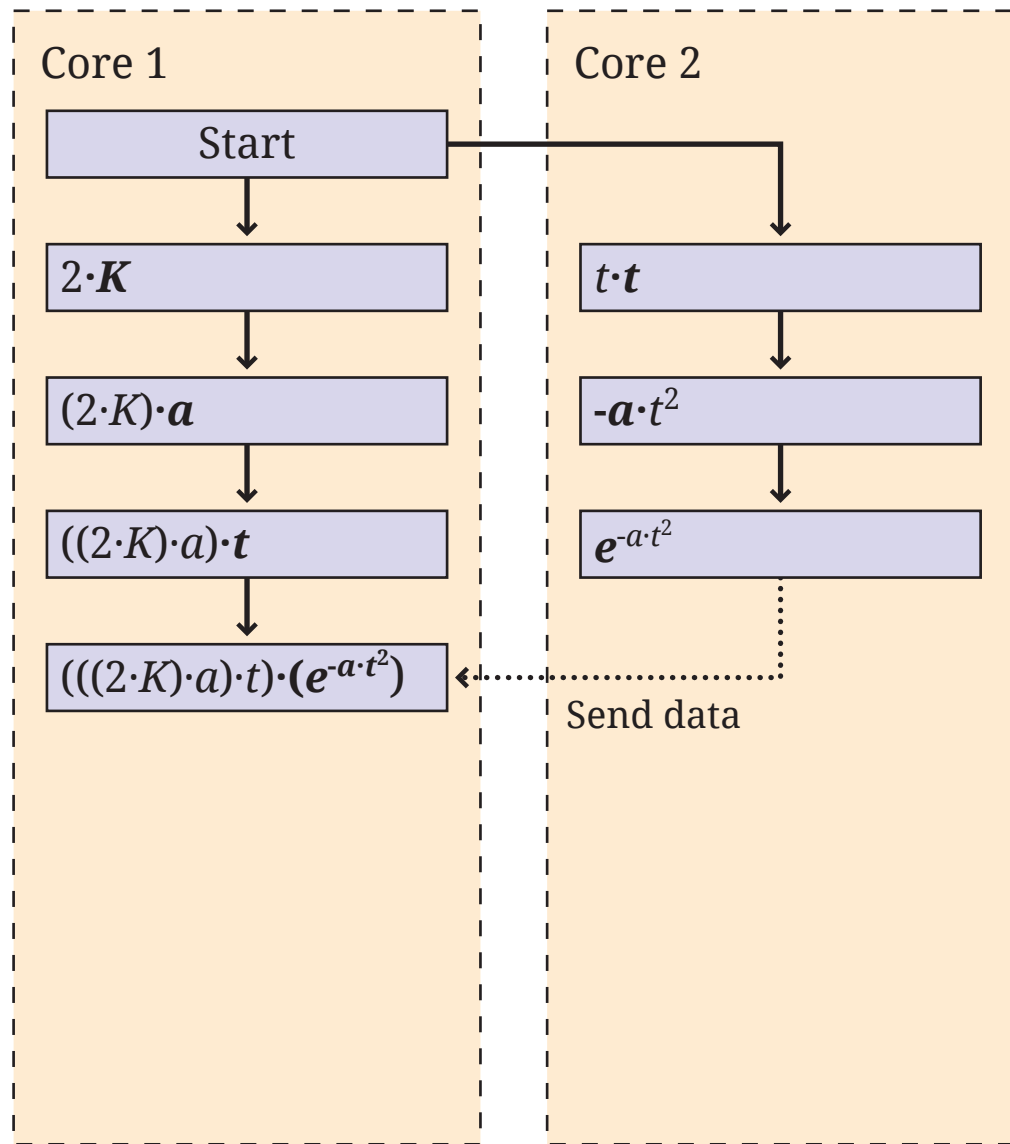 Core 1
Start
2·K
(2·K)·a
((2·K)·a)·t
(((2·K)·a)·t)·(e^-a·t²)
Core 2
t·t
-a·t²
e^-a·t²
Send data